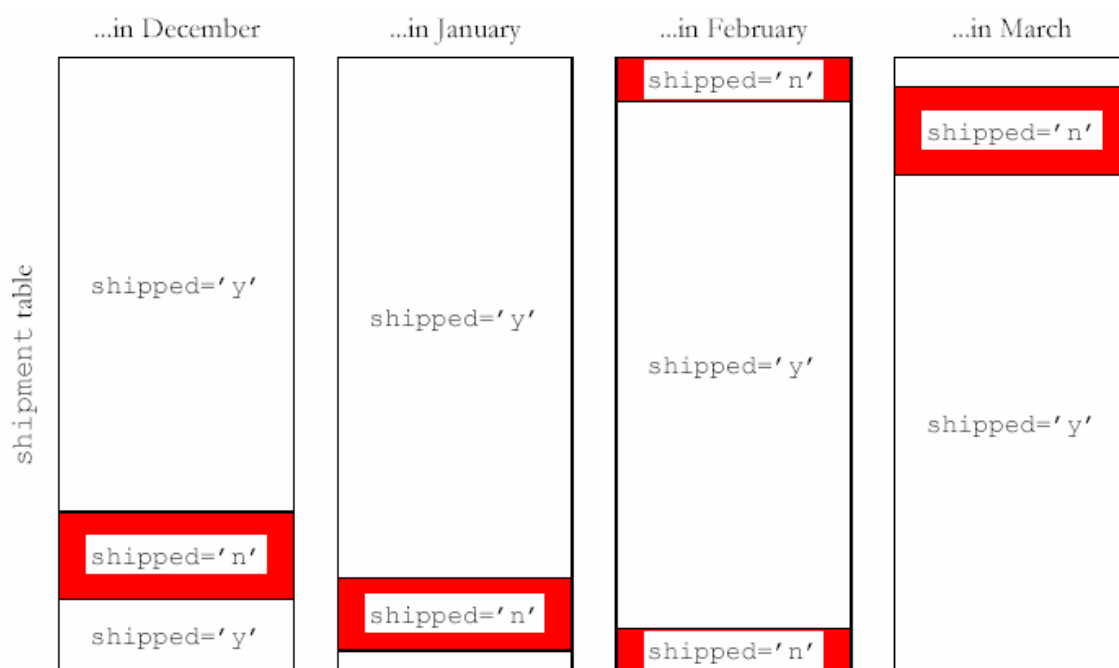 ...in December
...in January
...in February
...in March
shipment table
shipped='y'
shipped='n'
shipped='y'
shipped='y'
shipped='n'
shipped='n'
shipped='y'
shipped='n'
shipped='n'
shipped='y'